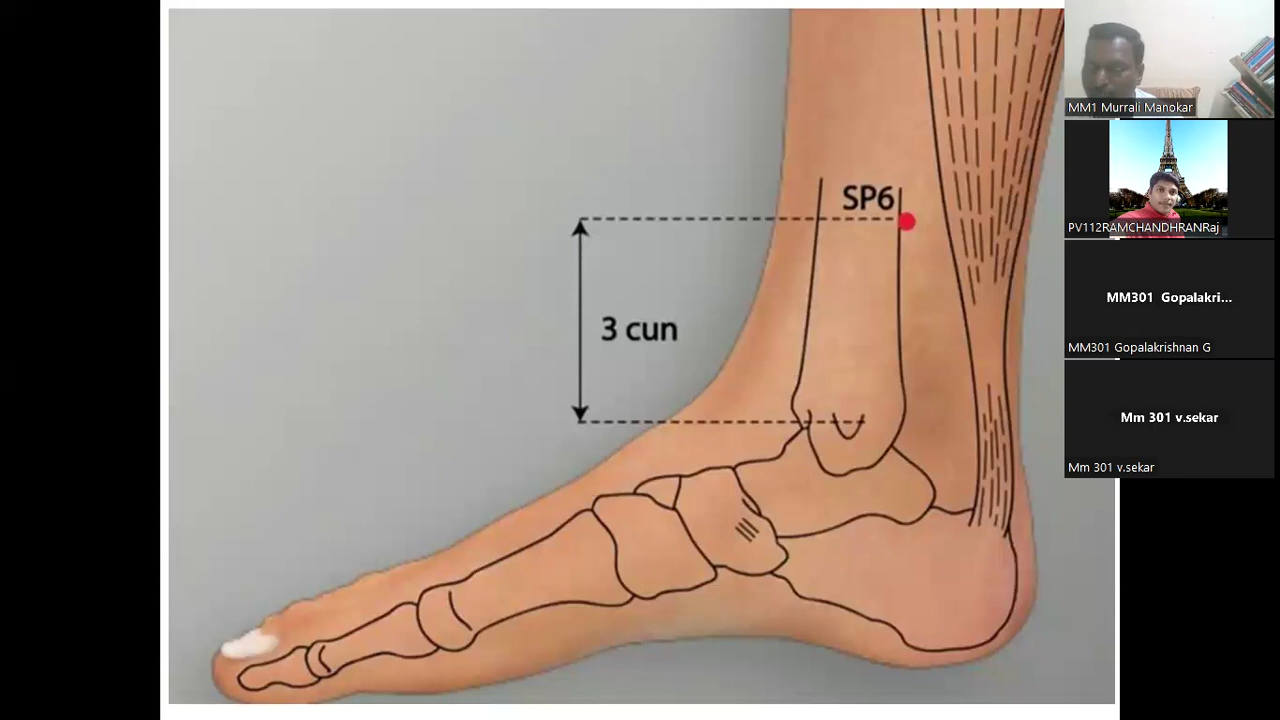 SP6
3 cun
MM1 Murrali Manokar
PV112RAMCHANDHRANRaj
MM301 Gopalakri...
MM301 Gopalakrishnan G
Mm 301 v.sekar
Mm 301 v.sekar